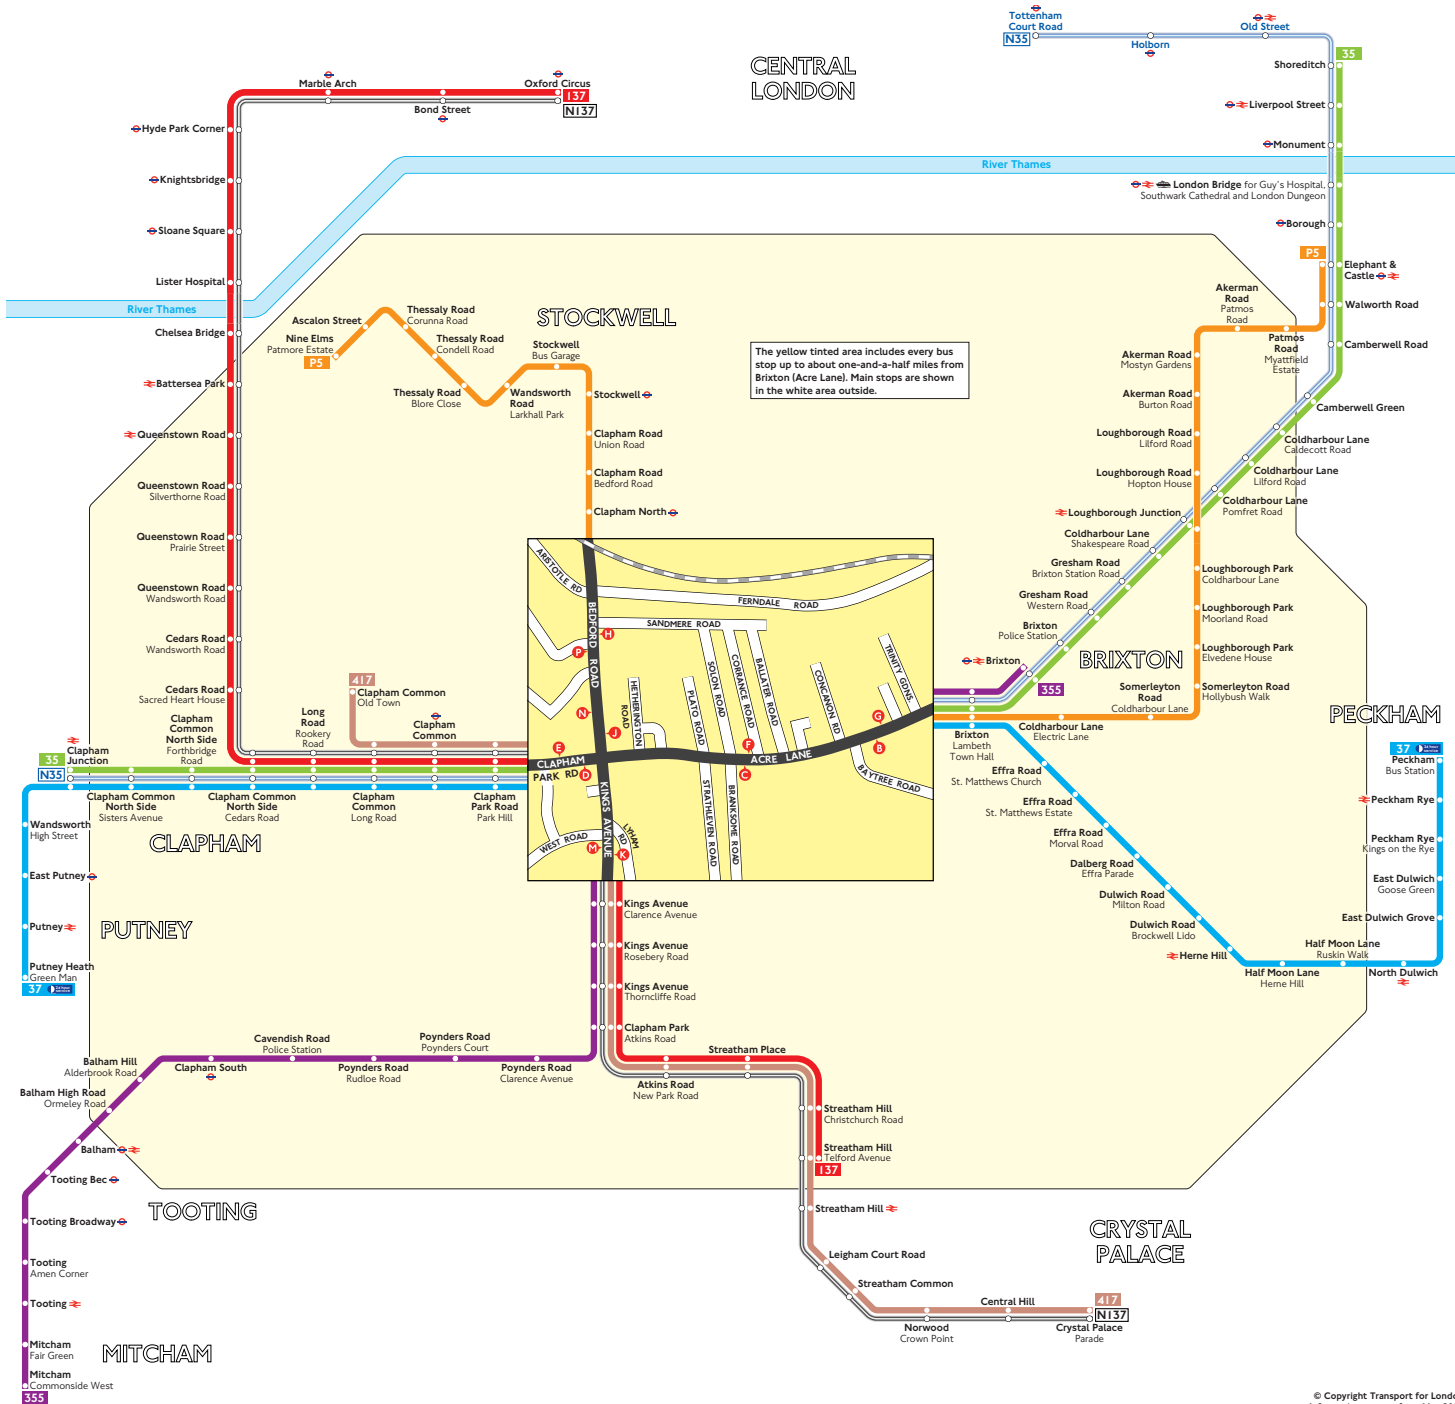 Tottenham
Court Road
N35
Holborn
Old Street
35
Shoreditch
CENTRAL
LONDON
Marble Arch
Oxford Circus
137
N137
Bond Street
Hyde Park Corner
Liverpool Street
Monument
River Thames
Knightsbridge
London Bridge for Guy's Hospital,
Southwark Cathedral and London Dungeon
Sloane Square
Borough
P5
Elephant &
Castle
Lister Hospital
River Thames
Walworth Road
Chelsea Bridge
Camberwell Road
Battersea Park
Camberwell Green
Queenstown Road
Queenstown Road
Silverthorne Road
Queenstown Road
Prairie Street
Queenstown Road
Wandsworth Road
Cedars Road
Wandsworth Road
Cedars Road
Sacred Heart House
Ascalon Street
Nine Elms
Patmore Estate
P5
Thessaly Road
Corunna Road
Thessaly Road
Condell Road
Thessaly Road
Blore Close
Wandsworth
Road
Larkhall Park
STOCKWELL
Stockwell
Bus Garage
Stockwell
Clapham Road
Union Road
Clapham Road
Bedford Road
Clapham North
The yellow tinted area includes every bus
stop up to about one-and-a-half miles from
Brixton (Acre Lane). Main stops are shown
in the white area outside.
Akerman
Road
Patmos
Road
Patmos
Road
Myattfield
Estate
Akerman Road
Mostyn Gardens
Akerman Road
Burton Road
Loughborough Road
Lilford Road
Loughborough Road
Hopton House
Coldharbour Lane
Caldecott Road
Coldharbour Lane
Lilford Road
Coldharbour Lane
Pomfret Road
Loughborough Junction
Coldharbour Lane
Shakespeare Road
Gresham Road
Brixton Station Road
Gresham Road
Western Road
Brixton
Police Station
Brixton
355
BRIXTON
Loughborough Park
Coldharbour Lane
Loughborough Park
Moorland Road
Loughborough Park
Elvedene House
Somerleyton Road
Hollybush Walk
Somerleyton
Road
Coldharbour Lane
Coldharbour Lane
Electric Lane
Brixton
Lambeth
Town Hall
ARISTOTLE RD
BEDFORD ROAD
FERNDALE ROAD
SANDMERE ROAD
H
P
N
J
E
D
M
K
F
C
G
B
HETHERINGTON
ROAD
PLATO ROAD
SOLON ROAD
CORRANCE ROAD
BALLATER ROAD
CONCANON RD
TRINITY GDNS
CLAPHAM
PARK RD
ACRE LANE
BAYTREE ROAD
KINGS AVENUE
LYHAM
RD
WEST ROAD
STRATHLEVEN ROAD
BRANKSOME ROAD
417
Clapham Common
Old Town
Clapham
Common
Long
Road
Rookery
Road
Clapham
Common
North Side
Forthbridge
Road
Clapham
Junction
35
N35
Clapham Common
North Side
Sisters Avenue
Clapham Common
North Side
Cedars Road
Clapham
Common
Long Road
Clapham
Park Road
Park Hill
CLAPHAM
Wandsworth
High Street
East Putney
PUTNEY
Putney
Putney Heath
Green Man
37 24 hour service
Effra Road
St. Matthews Church
Effra Road
St. Matthews Estate
Effra Road
Morval Road
Dalberg Road
Effra Parade
Dulwich Road
Milton Road
Dulwich Road
Brockwell Lido
Herne Hill
Half Moon Lane
Herne Hill
Half Moon Lane
Ruskin Walk
North Dulwich
PECKHAM
37 24 hour service
Peckham
Bus Station
Peckham Rye
Peckham Rye
Kings on the Rye
East Dulwich
Goose Green
East Dulwich Grove
Kings Avenue
Clarence Avenue
Kings Avenue
Rosebery Road
Kings Avenue
Thorncliffe Road
Clapham Park
Atkins Road
Streatham Place
Atkins Road
New Park Road
Streatham Hill
Christchurch Road
Streatham Hill
Telford Avenue
137
Streatham Hill
Leigham Court Road
Streatham Common
Norwood
Crown Point
Central Hill
Crystal Palace
Parade
417
N137
CRYSTAL
PALACE
Poynders Road
Clarence Avenue
Poynders Road
Poynders Court
Poynders Road
Rudloe Road
Cavendish Road
Police Station
Clapham South
Balham Hill
Alderbrook Road
Balham High Road
Ormeley Road
Balham
Tooting Bec
TOOTING
Tooting Broadway
Tooting
Amen Corner
Tooting
Mitcham
Fair Green
MITCHAM
Mitcham
Commonside West
355
© Copyright Transport for Lond